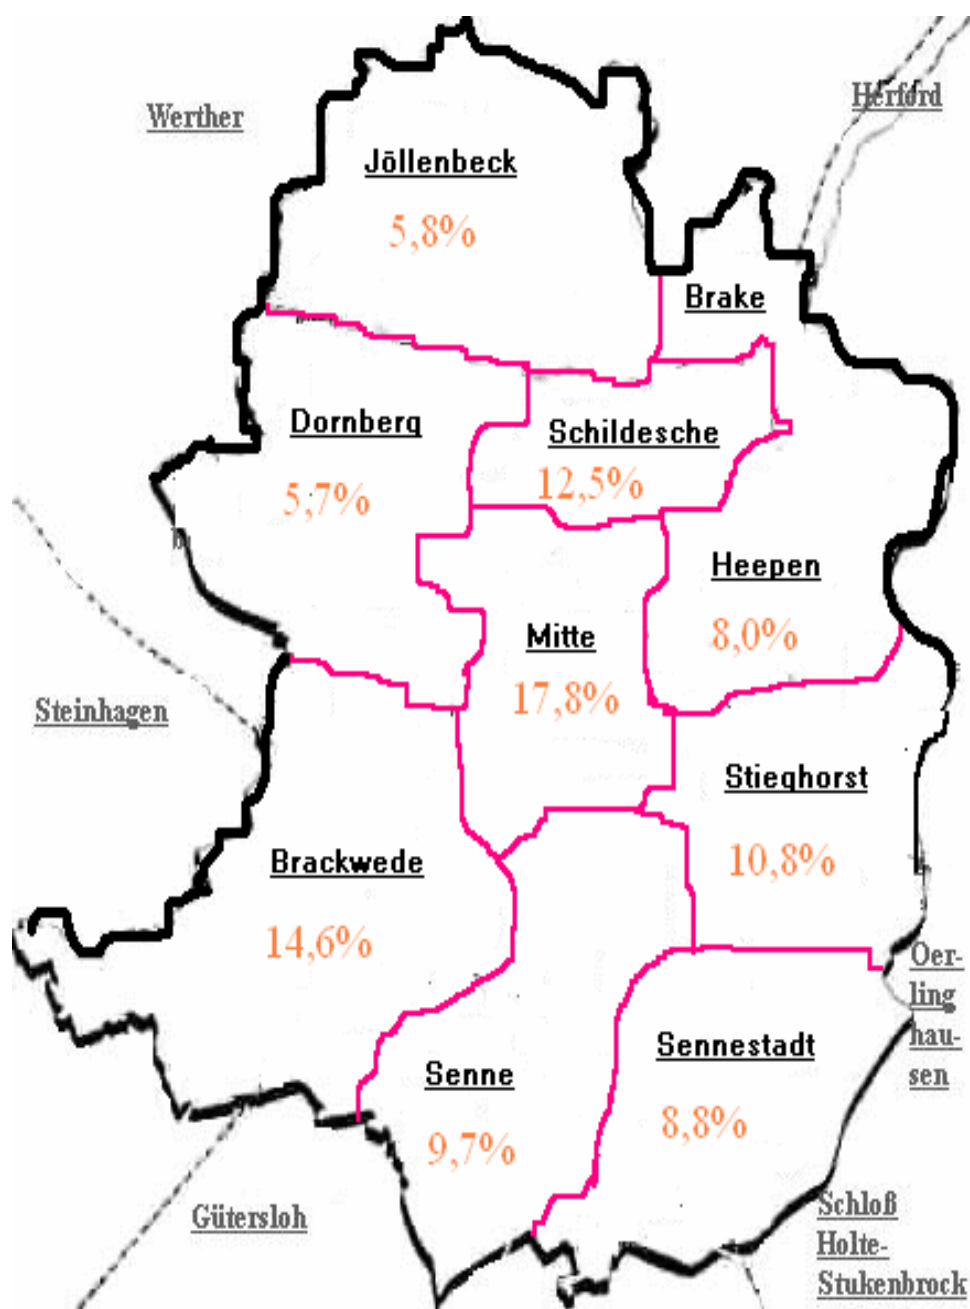 Werther
Herford
Jöllenbeck
5,8%
Brake
Dornberg
5,7%
Schildesche
12,5%
Heepen
8,0%
Mitte
17,8%
Steinhagen
Stieghorst
10,8%
Brackwede
14,6%
Oer-
ling
hau-
sen
Sennestadt
8,8%
Senne
9,7%
Gütersloh
Schloß
Holte-
Stukenbrock